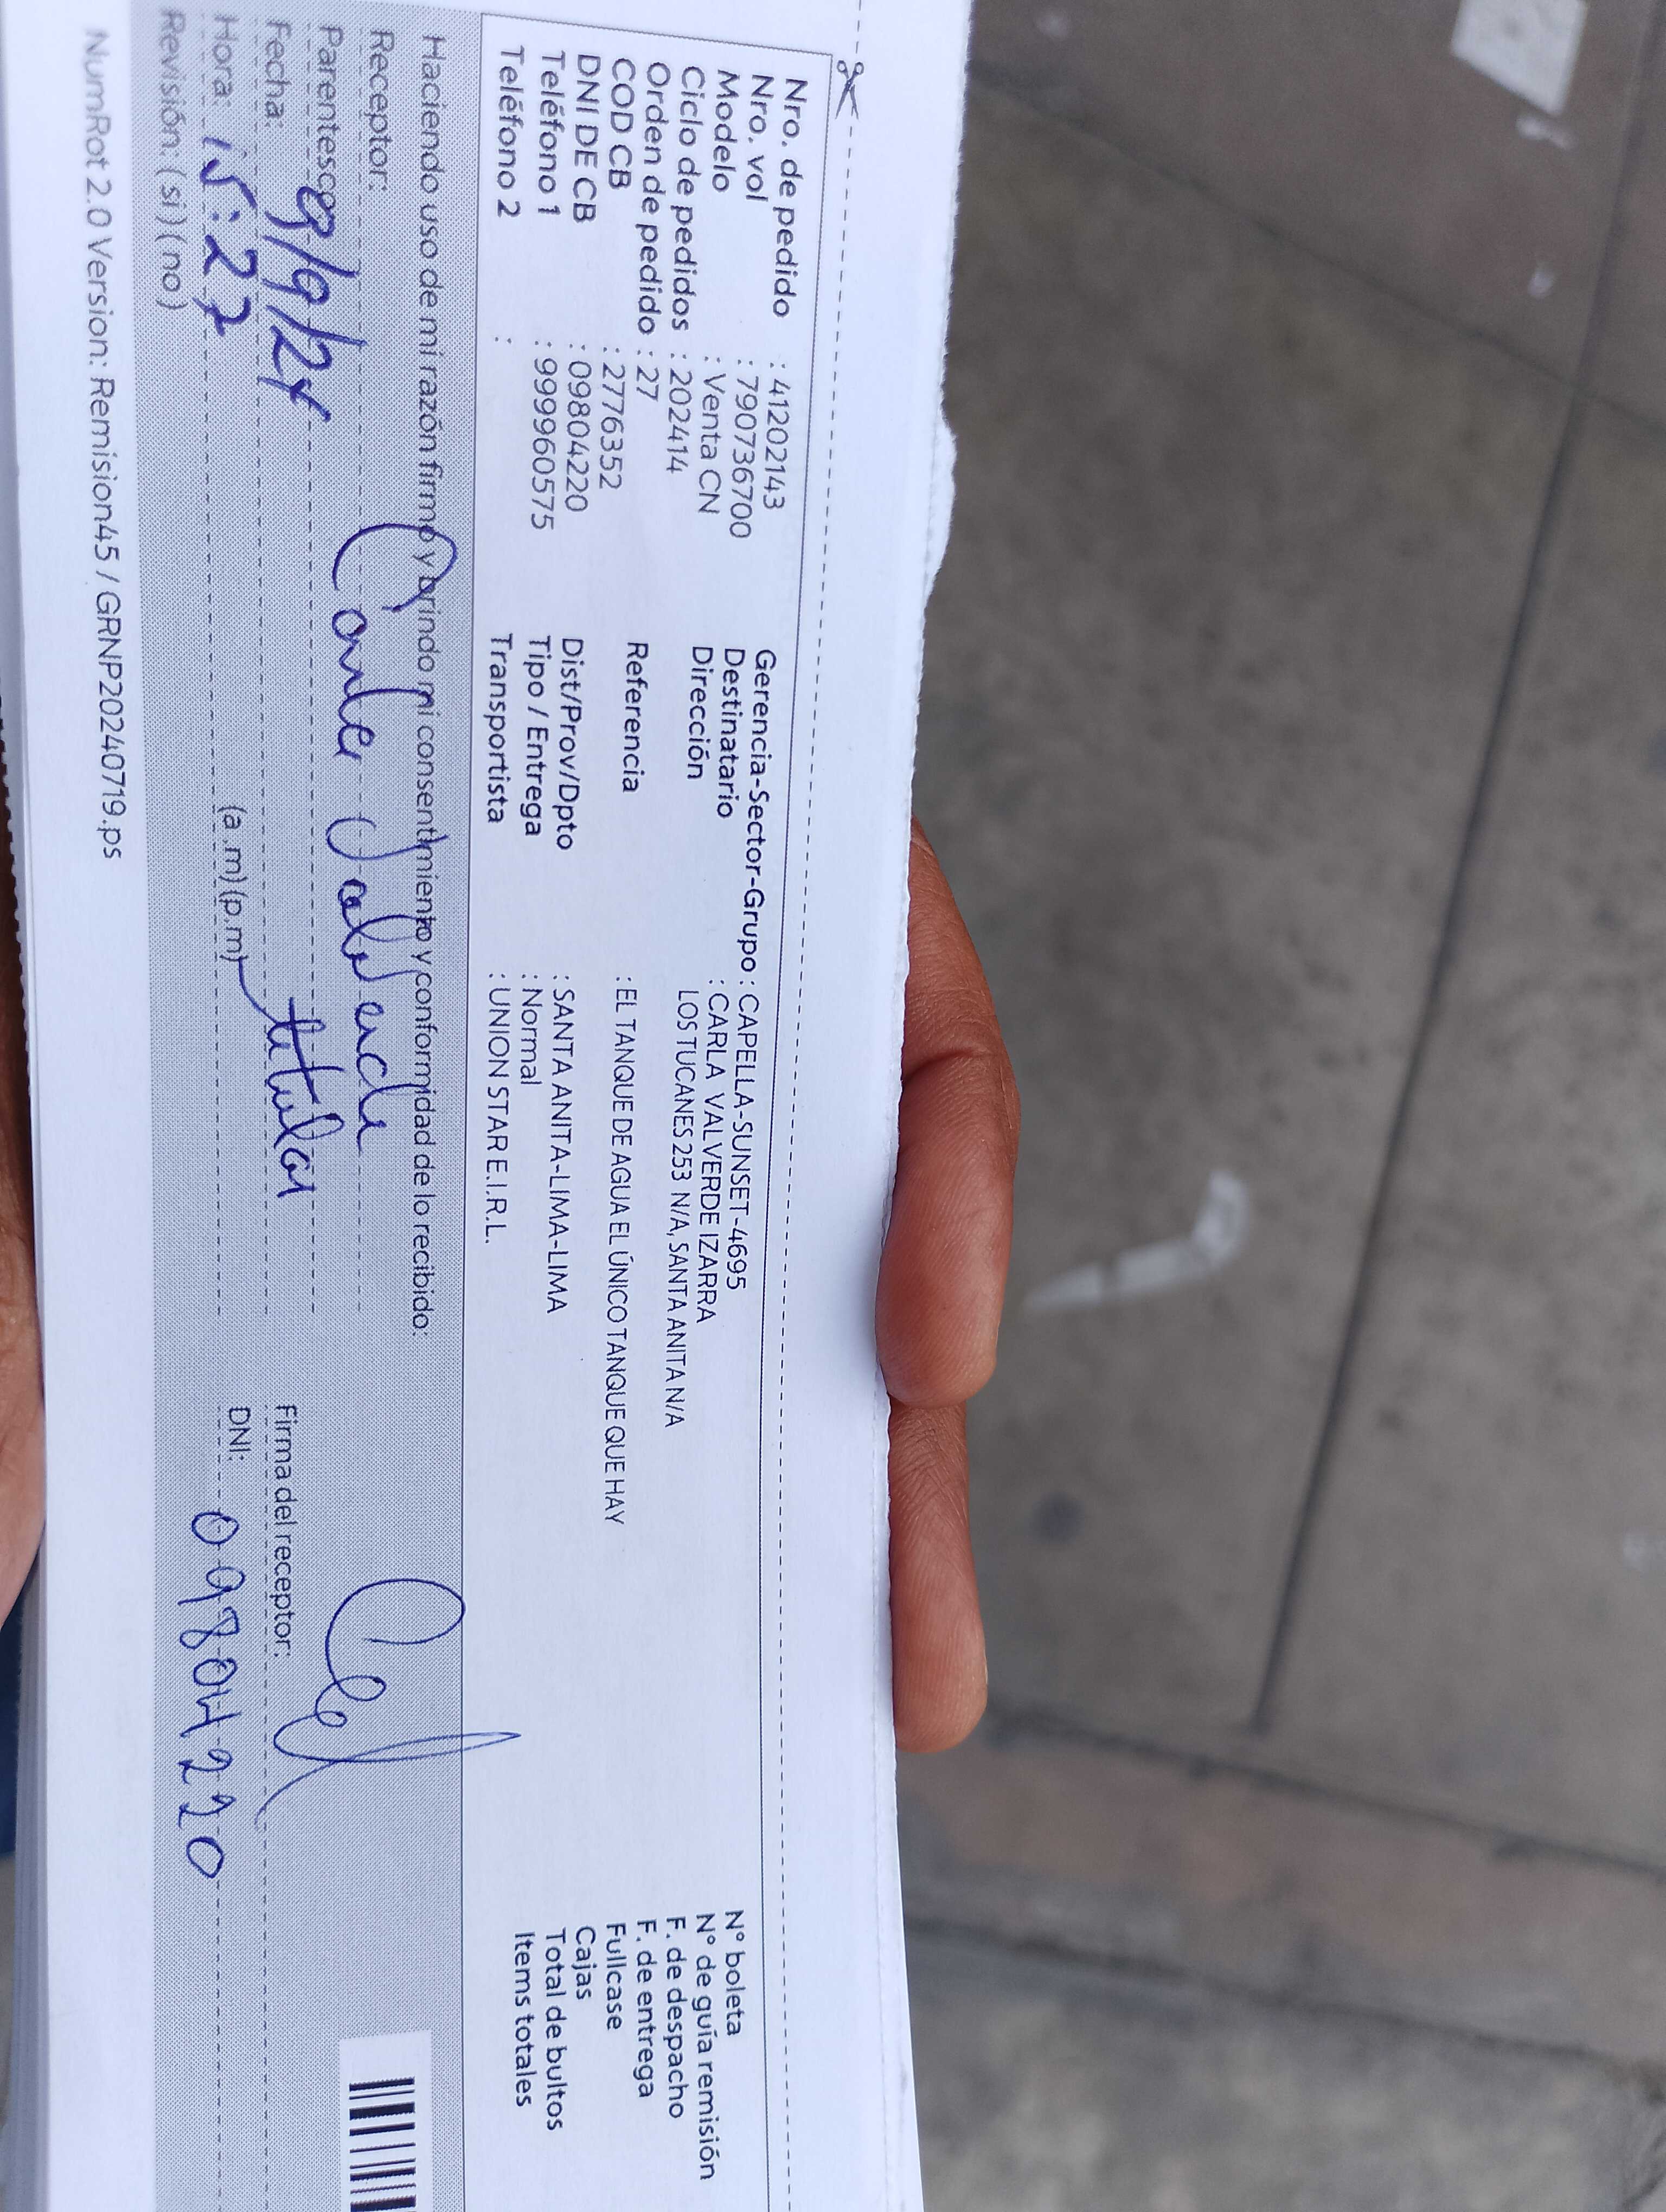 Nro. de pedido : 41202143
Nro. vol : 790736700
Modelo : Venta CN
Ciclo de pedidos : 202414
Orden de pedido : 27
COD CB : 2776352
DNI DE CB : 09804220
Teléfono 1 : 999960575
Teléfono 2 :
Gerencia-Sector-Grupo : CAPELLA-SUNSET-4695
Destinatario : CARLA VALVERDE IZARRA
Dirección LOS TUCANES 253 N/A, SANTA ANITA N/A
Referencia : EL TANQUE DE AGUA EL ÚNICO TANQUE QUE HAY
Dist/Prov/Dpto : SANTA ANITA-LIMA-LIMA
Tipo / Entrega : Normal
Transportista : UNION STAR E.I.R.L.
N° boleta
N° de guía remisión
F. de despacho
F. de entrega
Fullcase
Cajas
Total de bultos
Items totales
Haciendo uso de mi razón firmo y brindo mi consentimiento y conformidad de lo recibido:
Receptor:
Parentesco titular
Fecha: 9/9/24
Hora: 15:27 (a.m) (p.m)
Revisión: (si) (no)
Firma del receptor:
DNI: 09804220
NumRot 2.0 Version: Remision45 / GRNP20240719.ps